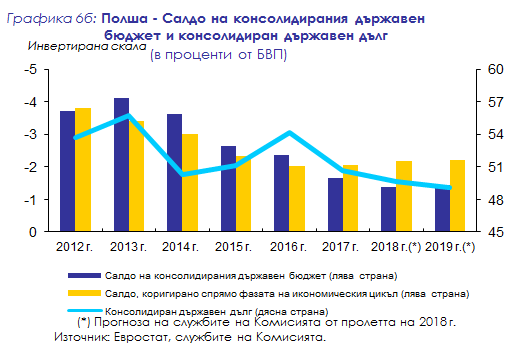 Графика 6б: Полша - Салдо на консолидирания държавен
бюджет и консолидиран държавен дълг
Инвертирана скала
(в проценти от БВП)
-5 60
-4 57
-3 54
-2 51
-1 48
0 45
2012 г. 2013 г. 2014 г. 2015 г. 2016 г. 2017 г. 2018 г.(*) 2019 г.(*)
Салдо на консолидирания държавен бюджет (лява страна)
Салдо, коригирано спрямо фазата на икономическия цикъл (лява страна)
Консолидиран държавен дълг (дясна страна)
(*) Прогноза на службите на Комисията от пролетта на 2018 г.
Източник: Евростат, службите на Комисията.